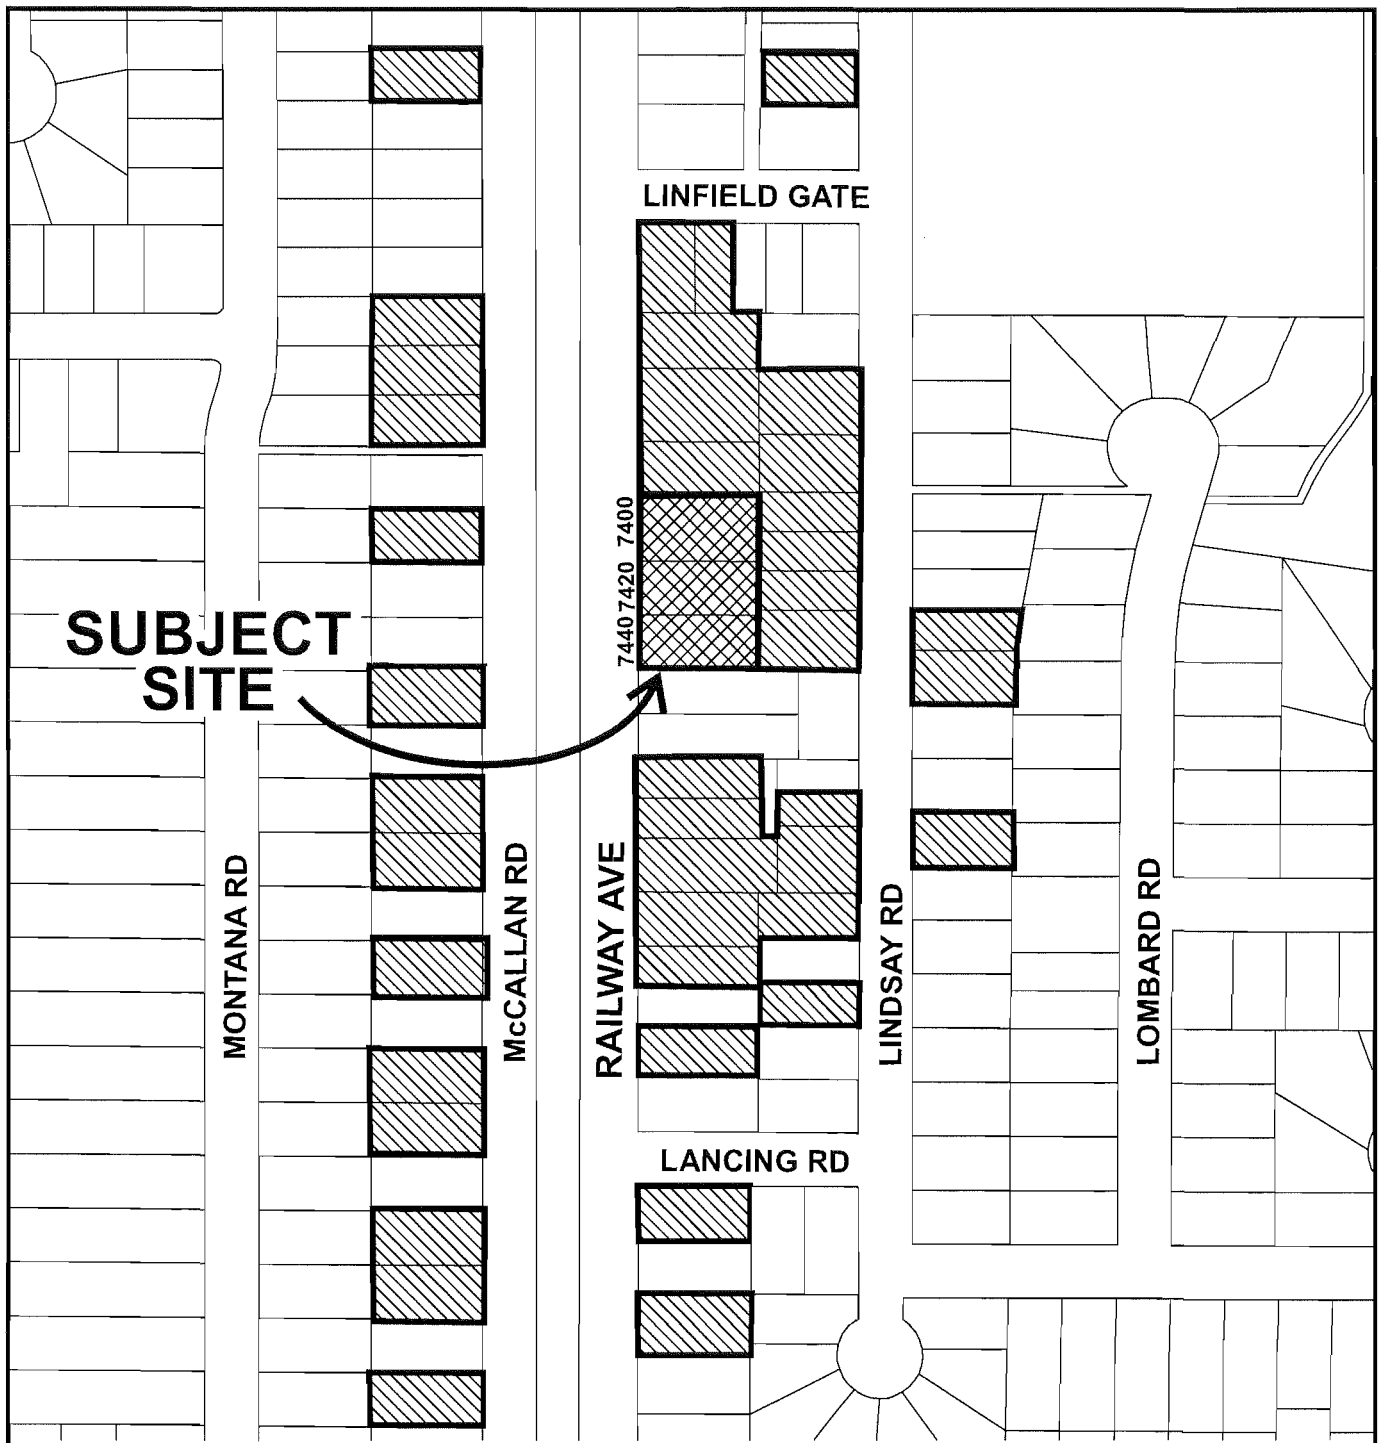 LINFIELD GATE
7400
7420
7440
SUBJECT
SITE
MONTANA RD
McCALLAN RD
RAILWAY AVE
LINDSAY RD
LOMBARD RD
LANCING RD